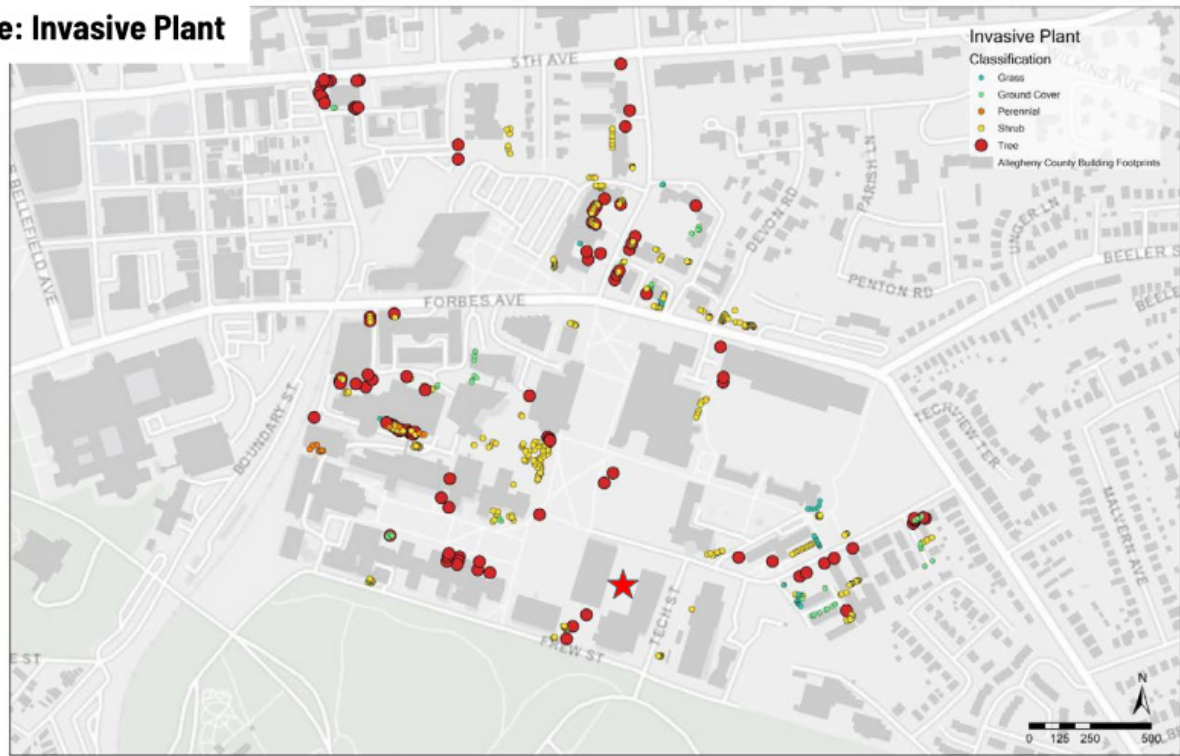 e: Invasive Plant
Invasive Plant
Classification
Grass
Ground Cover
Perennial
Shrub
Tree
Allegheny County Building Footprints
5TH AVE
WILKINS AVE
S BELLEFIELD AVE
PARISH LN
DEVON RD
UNGER LN
BEELER S
PENTON RD
BEELE
FORBES AVE
BOUNDARY ST
TECHVIEW TER
MALVERN AVE
TECH ST
FREW ST
E ST
N
0 125 250 500